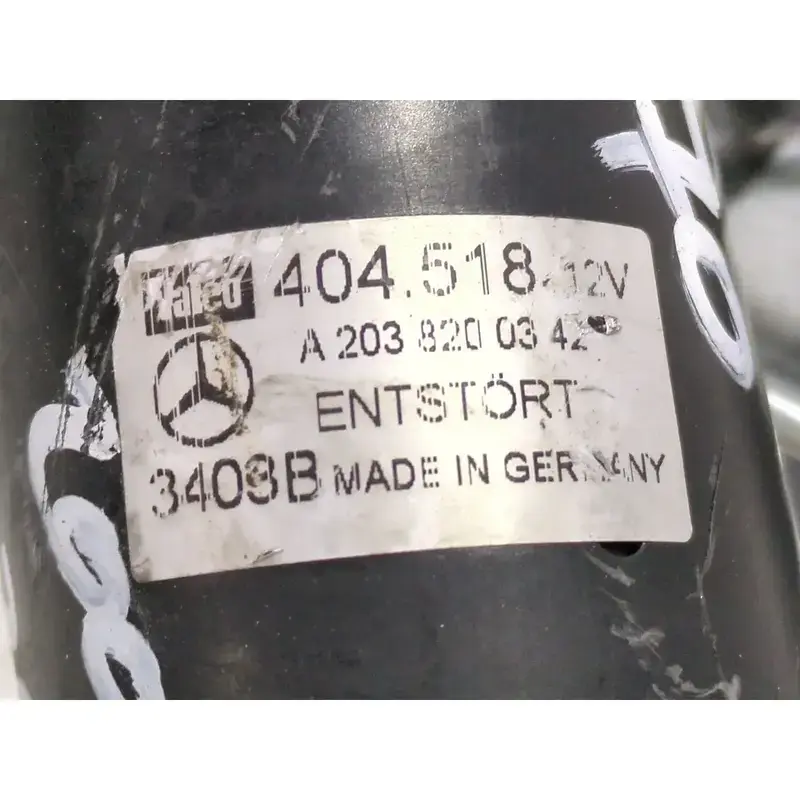 Valeo 404.518 12V
A 203 820 03 42
ENTSTÖRT
3403B MADE IN GERMANY